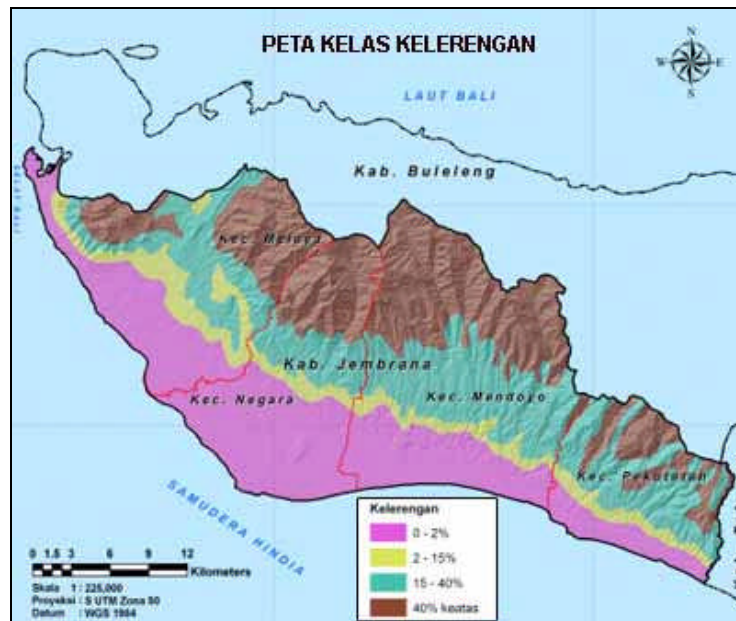 PETA KELAS KELERENGAN
N
W E
S
LAUT BALI
Kab. Buleleng
SELAT BALI
Kec. Melaya
Kab. Jembrana
Kec. Negara
Kec. Mendoyo
Kec. Pekutatan
SAMUDERA HINDIA
Kelerengan
0 - 2%
2 - 15%
15 - 40%
40% keatas
0 1.5 3 6 9 12
Kilometers
Skala 1 : 225,000
Proyeksi : S UTM Zona 50
Datum : WGS 1984